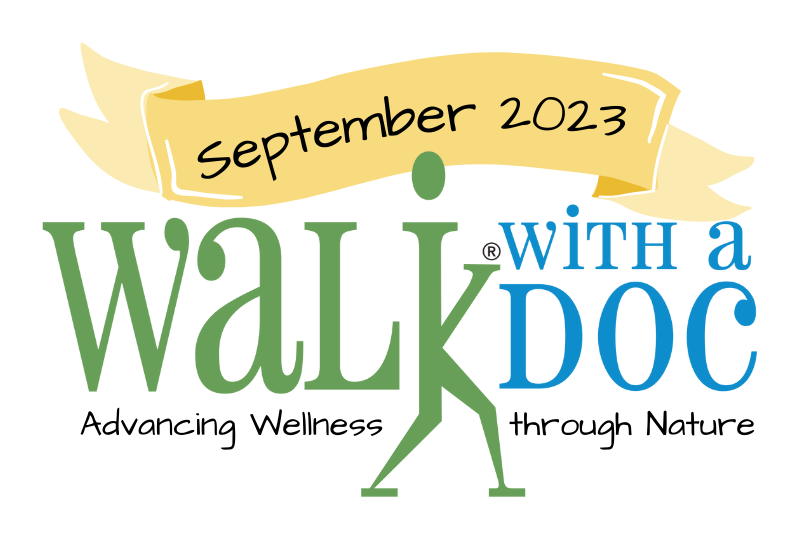 September 2023
Walk® with a
Doc
Advancing Wellness through Nature